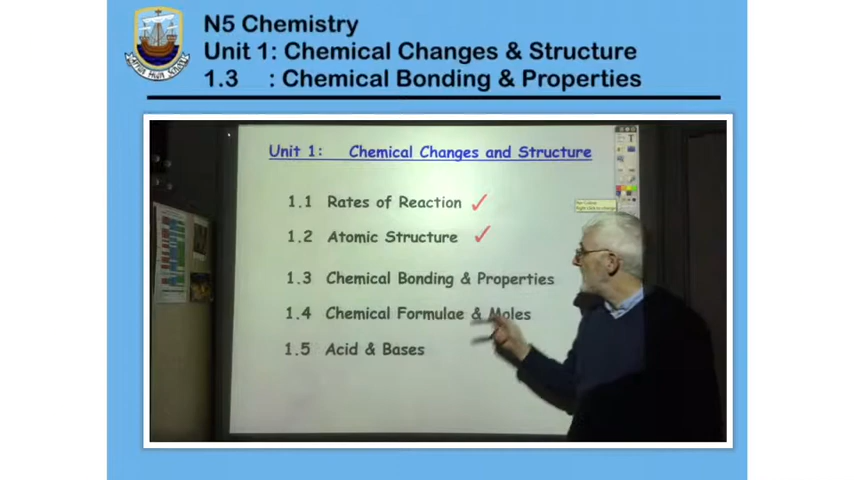 N5 Chemistry
Unit 1: Chemical Changes & Structure
1.3 : Chemical Bonding & Properties
Unit 1: Chemical Changes and Structure
1.1 Rates of Reaction ✓
1.2 Atomic Structure ✓
1.3 Chemical Bonding & Properties
1.4 Chemical Formulae & Moles
1.5 Acid & Bases